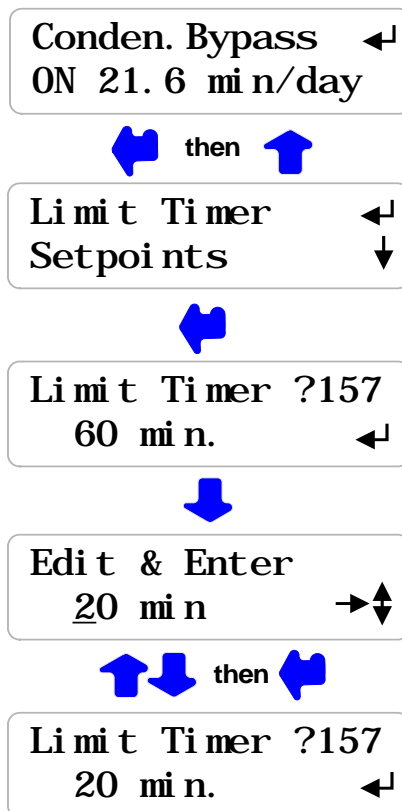 Conden. Bypass
ON 21.6 min/day
then
Limit Timer
Setpoints
Limit Timer ?157
60 min.
Edit & Enter
20 min
then
Limit Timer ?157
20 min.